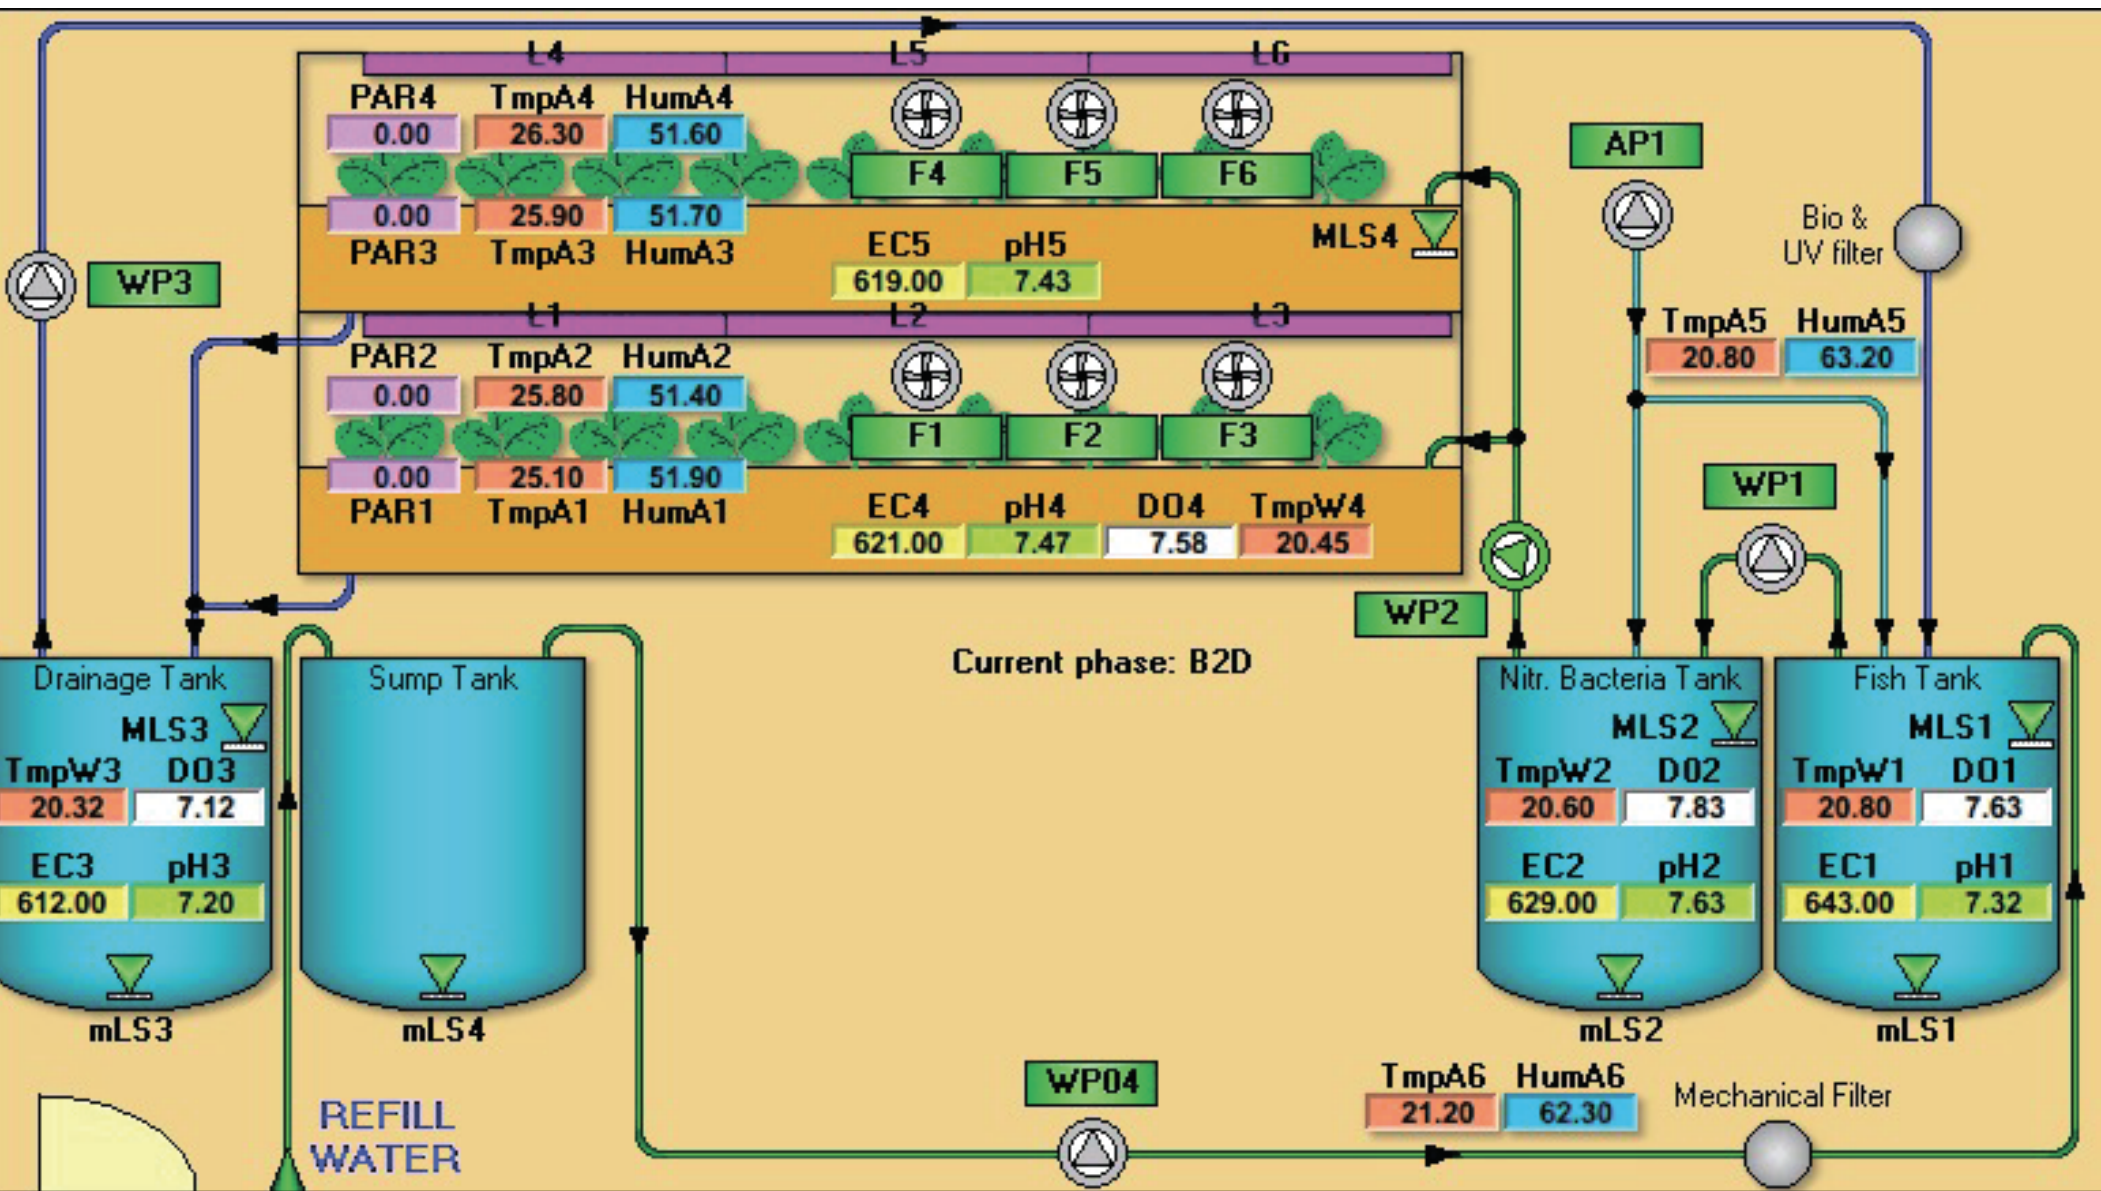 L4 L5 L6
PAR4 TmpA4 HumA4
0.00 26.30 51.60
F4 F5 F6
0.00 25.90 51.70
PAR3 TmpA3 HumA3
EC5 pH5 MLS4
619.00 7.43
WP3
AP1
Bio &
UV filter
L1 L2 L3
PAR2 TmpA2 HumA2
0.00 25.80 51.40
F1 F2 F3
0.00 25.10 51.90
PAR1 TmpA1 HumA1
EC4 pH4 DO4 TmpW4
621.00 7.47 7.58 20.45
TmpA5 HumA5
20.80 63.20
WP1
WP2
Current phase: B2D
Drainage Tank
MLS3
TmpW3 DO3
20.32 7.12
EC3 pH3
612.00 7.20
mLS3
Sump Tank
mLS4
Nitr. Bacteria Tank
MLS2
TmpW2 DO2
20.60 7.83
EC2 pH2
629.00 7.63
mLS2
Fish Tank
MLS1
TmpW1 DO1
20.80 7.63
EC1 pH1
643.00 7.32
mLS1
REFILL
WATER
WP04
TmpA6 HumA6
21.20 62.30
Mechanical Filter